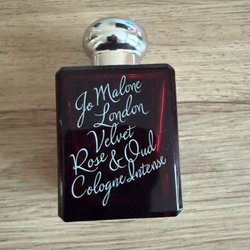 Jo Malone
London
Velvet
Rose & Oud
Cologne Intense